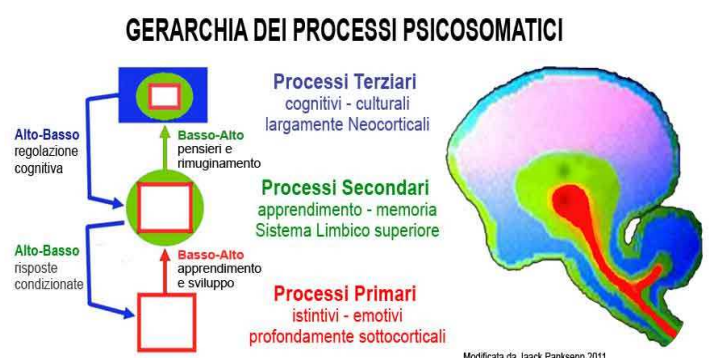 GERARCHIA DEI PROCESSI PSICOSOMATICI
Processi Terziari
cognitivi - culturali
largamente Neocorticali
Alto-Basso
regolazione
cognitiva
Basso-Alto
pensieri e
rimuginamento
Processi Secondari
apprendimento - memoria
Sistema Limbico superiore
Alto-Basso
risposte
condizionate
Basso-Alto
apprendimento
e sviluppo
Processi Primari
istintivi - emotivi
profondamente sottocorticali
Modificata da Jaack Panksepp 2011